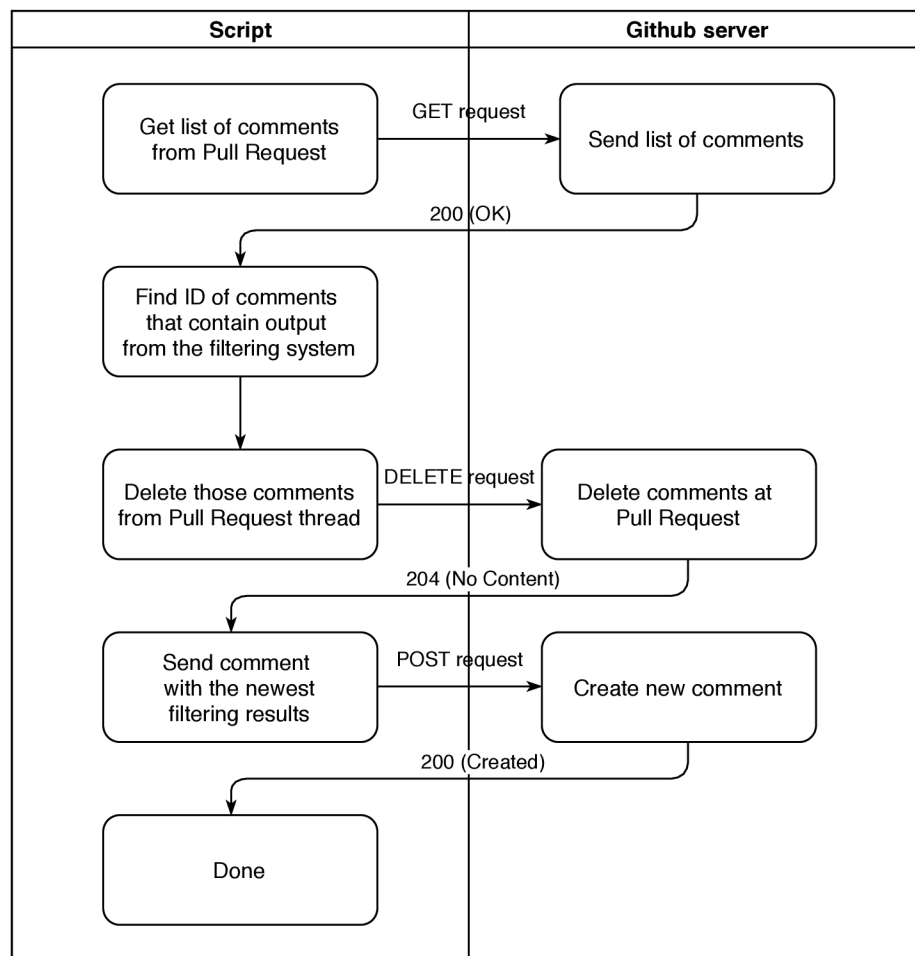 Script
Github server
Get list of comments
from Pull Request
GET request
Send list of comments
200 (OK)
Find ID of comments
that contain output
from the filtering system
Delete those comments
from Pull Request thread
DELETE request
Delete comments at
Pull Request
204 (No Content)
Send comment
with the newest
filtering results
POST request
Create new comment
200 (Created)
Done